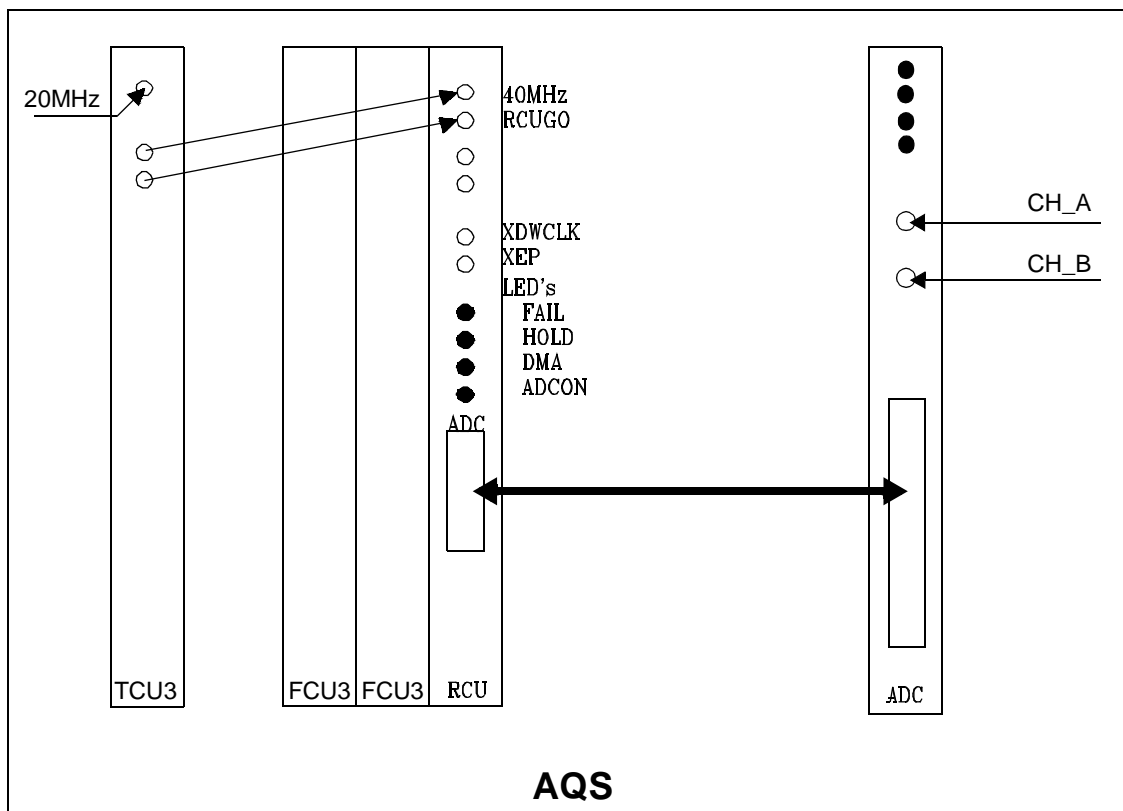 20MHz
40MHz
RCUGO
XDWCLK
XEP
LED's
FAIL
HOLD
DMA
ADCON
ADC
CH_A
CH_B
TCU3
FCU3
FCU3
RCU
ADC
AQS